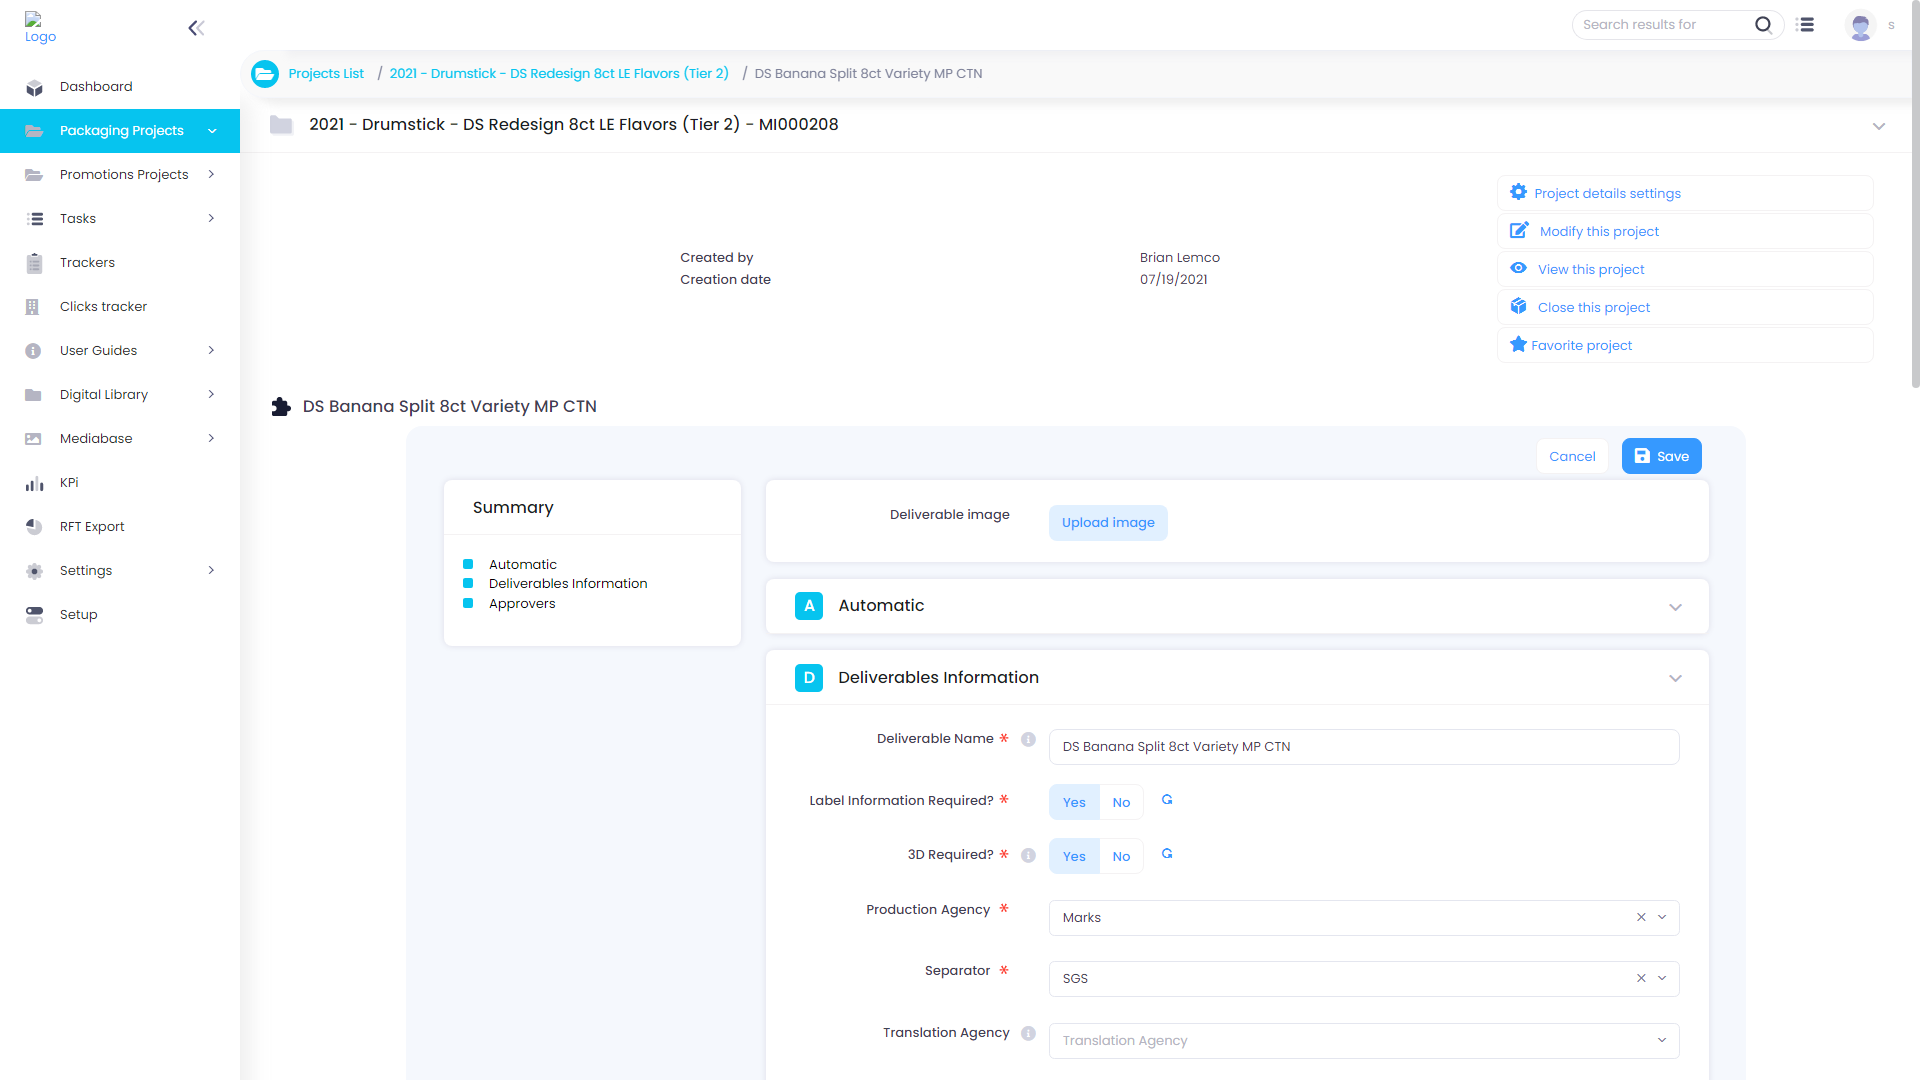 Logo
Search results for
s
Dashboard
Packaging Projects
Promotions Projects
Tasks
Trackers
Clicks tracker
User Guides
Digital Library
Mediabase
KPi
RFT Export
Settings
Setup
Projects List / 2021 - Drumstick - DS Redesign 8ct LE Flavors (Tier 2) / DS Banana Split 8ct Variety MP CTN
2021 - Drumstick - DS Redesign 8ct LE Flavors (Tier 2) - MI000208
Created by Brian Lemco
Creation date 07/19/2021
Project details settings
Modify this project
View this project
Close this project
Favorite project
DS Banana Split 8ct Variety MP CTN
Cancel Save
Summary
Automatic
Deliverables Information
Approvers
Deliverable image Upload image
A Automatic
D Deliverables Information
Deliverable Name * DS Banana Split 8ct Variety MP CTN
Label Information Required? * Yes No
3D Required? * Yes No
Production Agency * Marks
Separator * SGS
Translation Agency Translation Agency